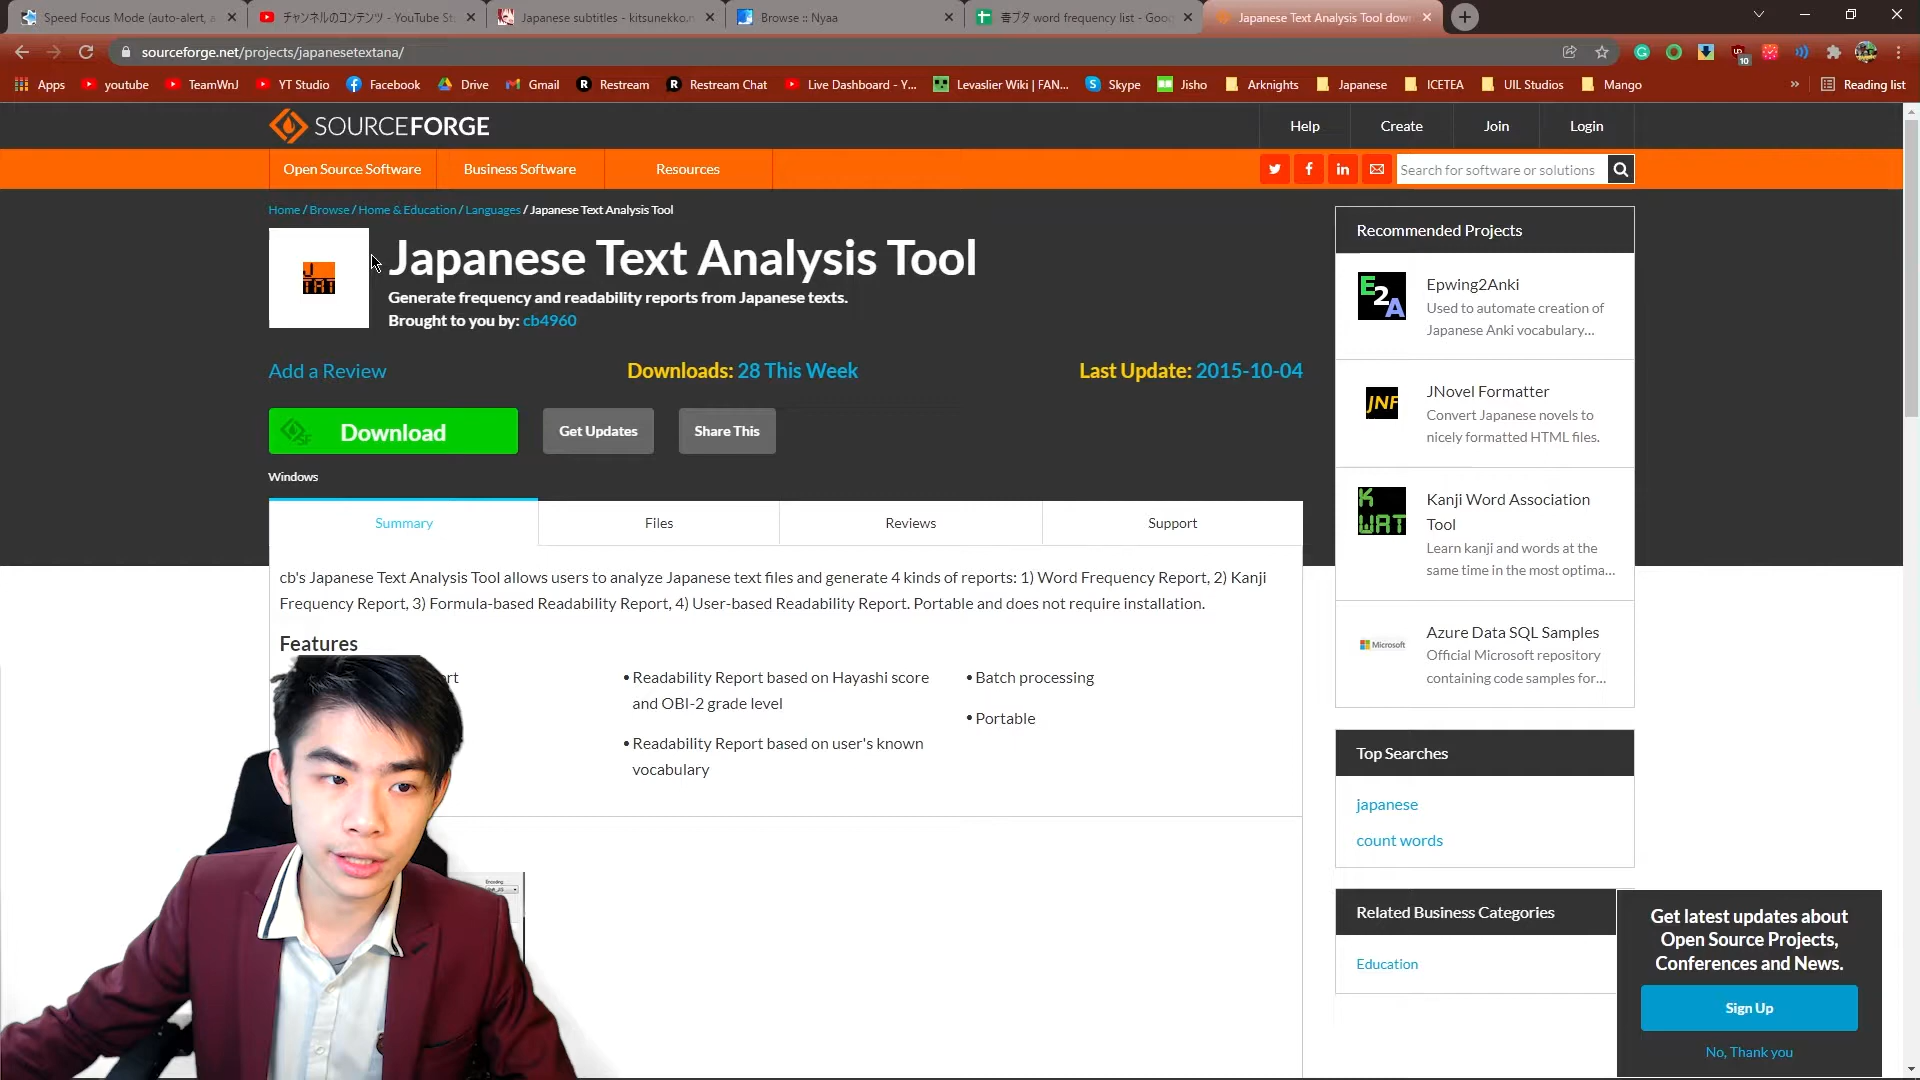 Speed Focus Mode (auto-alert, a
チャンネルのコンテンツ - YouTube St
Japanese subtitles - kitsunekko.n
Browse :: Nyaa
青ブタ word frequency list - Goog
Japanese Text Analysis Tool down
sourceforge.net/projects/japanesetextana/
10
Apps
youtube
TeamWnJ
YT Studio
Facebook
Drive
Gmail
Restream
Restream Chat
Live Dashboard - Y...
Levaslier Wiki | FAN...
Skype
Jisho
Arknights
Japanese
ICETEA
UIL Studios
Mango
»
Reading list
SOURCEFORGE
Help
Create
Join
Login
Open Source Software
Business Software
Resources
Search for software or solutions
Home / Browse / Home & Education / Languages / Japanese Text Analysis Tool
J
TAT
Japanese Text Analysis Tool
Generate frequency and readability reports from Japanese texts.
Brought to you by: cb4960
Add a Review
Downloads: 28 This Week
Last Update: 2015-10-04
Download
Get Updates
Share This
Windows
Summary
Files
Reviews
Support
cb's Japanese Text Analysis Tool allows users to analyze Japanese text files and generate 4 kinds of reports: 1) Word Frequency Report, 2) Kanji
Frequency Report, 3) Formula-based Readability Report, 4) User-based Readability Report. Portable and does not require installation.
Features
rt
• Readability Report based on Hayashi score
and OBI-2 grade level
• Readability Report based on user's known
vocabulary
• Batch processing
• Portable
Recommended Projects
E2A
Epwing2Anki
Used to automate creation of
Japanese Anki vocabulary...
JNF
JNovel Formatter
Convert Japanese novels to
nicely formatted HTML files.
K
WAT
Kanji Word Association
Tool
Learn kanji and words at the
same time in the most optima...
Microsoft
Azure Data SQL Samples
Official Microsoft repository
containing code samples for...
Top Searches
japanese
count words
Related Business Categories
Education
Get latest updates about
Open Source Projects,
Conferences and News.
Sign Up
No, Thank you